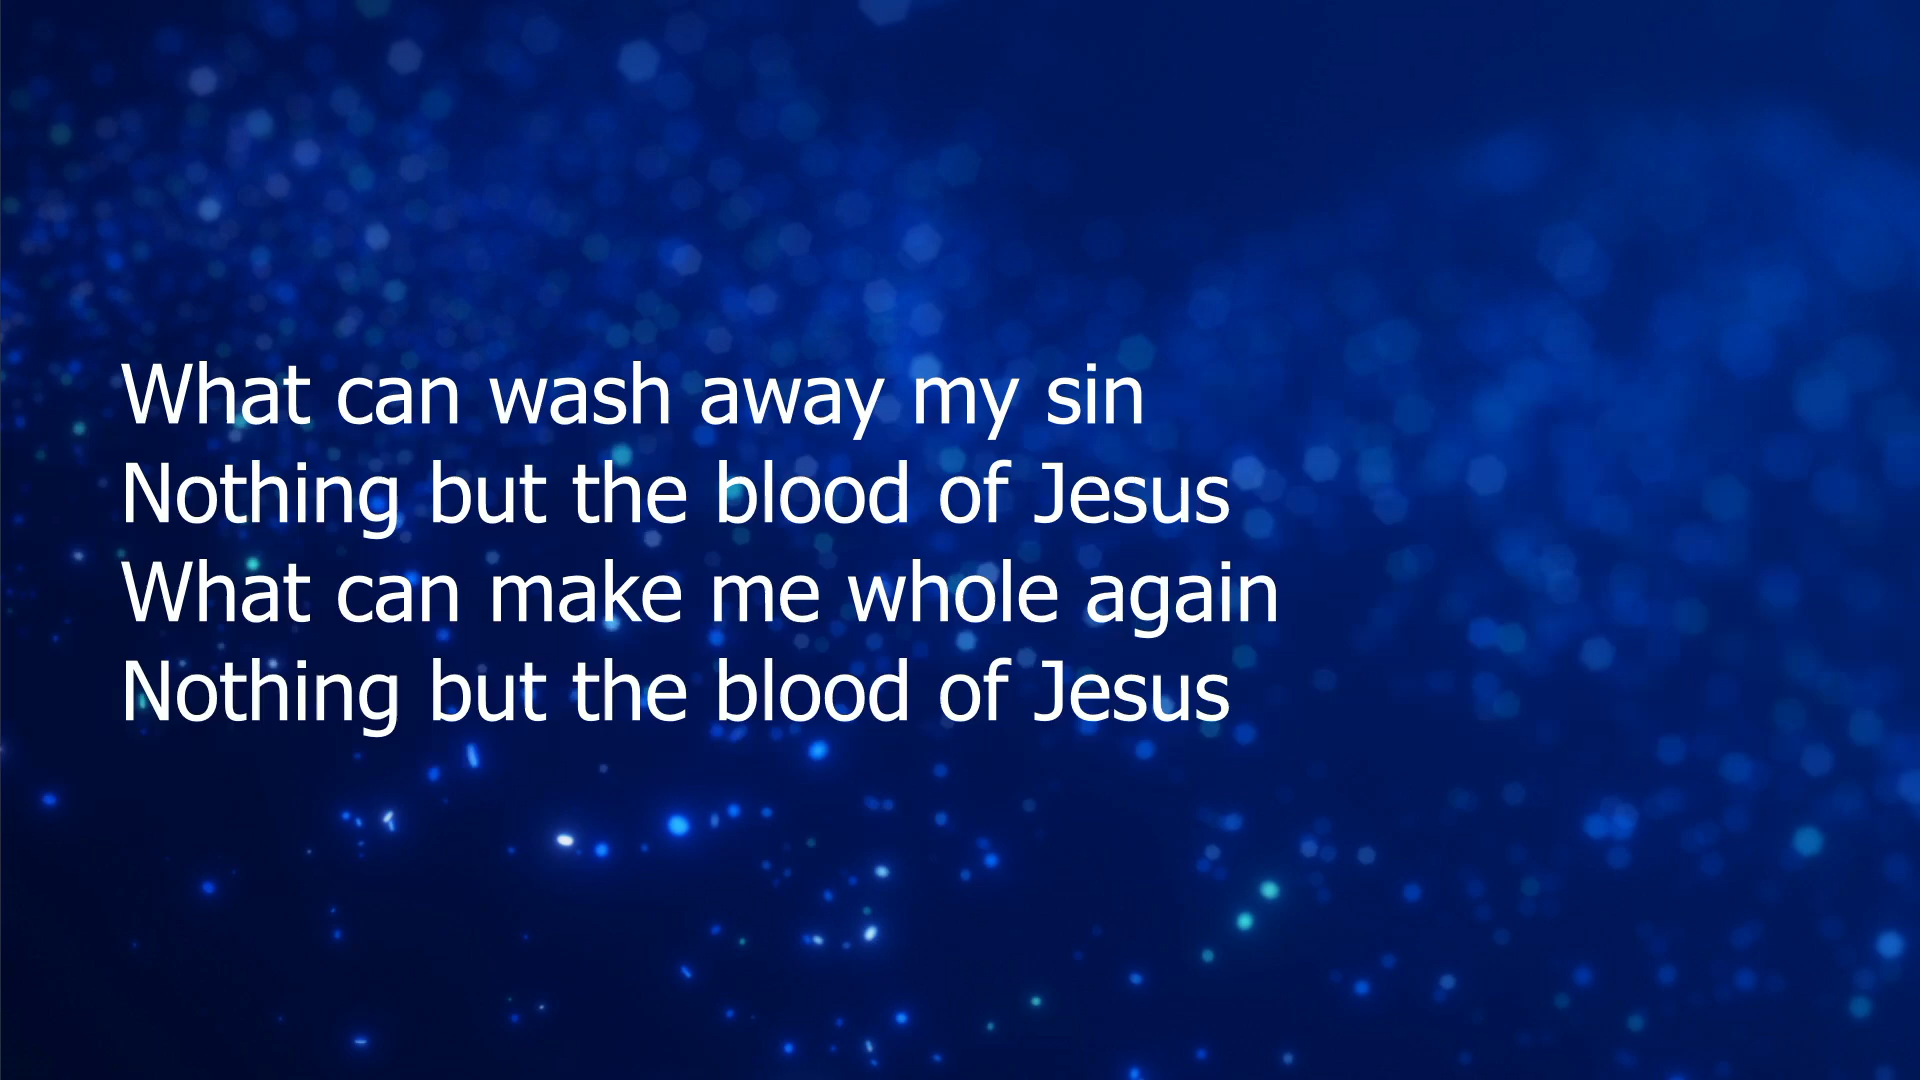 What can wash away my sin
Nothing but the blood of Jesus
What can make me whole again
Nothing but the blood of Jesus